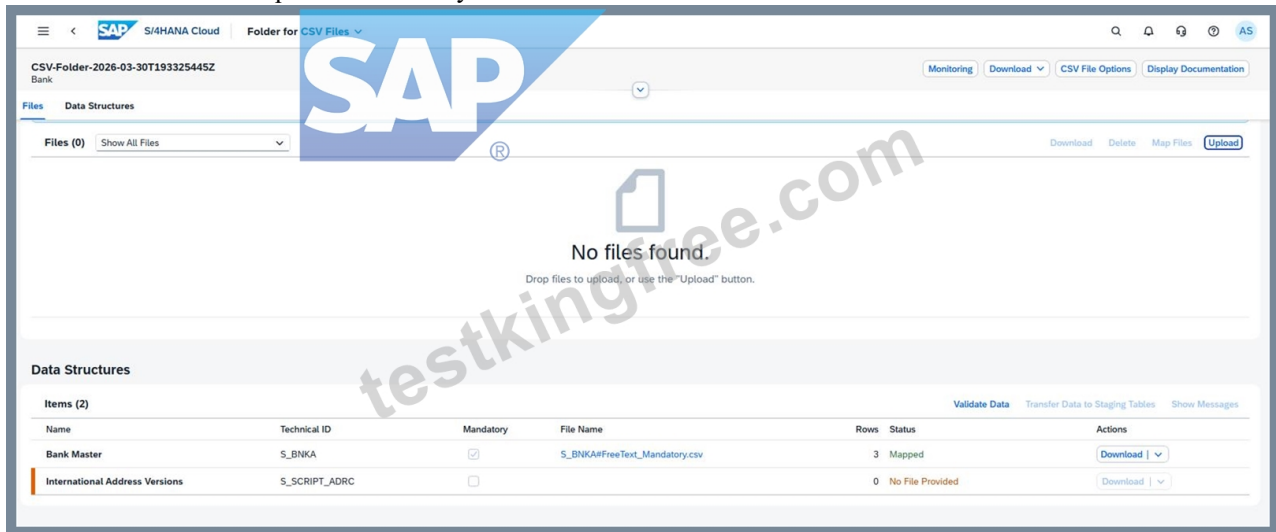 SAP S/4HANA Cloud Folder for CSV Files AS
CSV-Folder-2026-03-30T193325445Z
Bank
Monitoring Download CSV File Options Display Documentation
Files Data Structures
Files (0) Show All Files Download Delete Map Files Upload
SAP
®
No files found.
Drop files to upload, or use the "Upload" button.
testkingfree.com
Data Structures
Items (2) Validate Data Transfer Data to Staging Tables Show Messages
Name Technical ID Mandatory File Name Rows Status Actions
Bank Master S_BNKA S_BNKA#FreeText_Mandatory.csv 3 Mapped Download
International Address Versions S_SCRIPT_ADRC 0 No File Provided Download